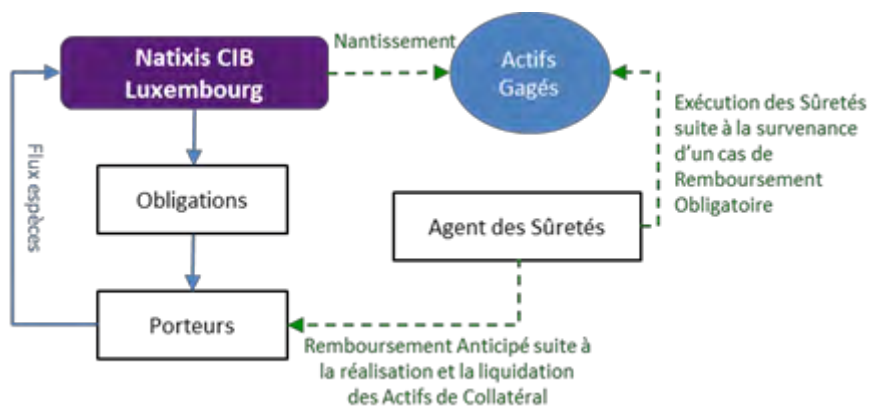 Natixis CIB
Luxembourg
Nantissement
Actifs
Gagés
Exécution des Sûretés
suite à la survenance
d'un cas de
Remboursement
Obligatoire
Flux espèces
Obligations
Agent des Sûretés
Porteurs
Remboursement Anticipé suite à
la réalisation et la liquidation
des Actifs de Collatéral